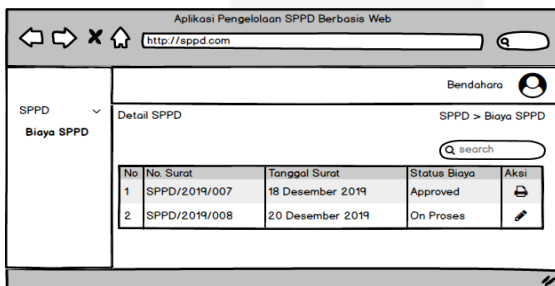 Aplikasi Pengelolaan SPPD Berbasis Web
http://sppd.com
Bendahara
SPPD
Biaya SPPD
Detail SPPD
SPPD > Biaya SPPD
search
No No. Surat Tanggal Surat Status Biaya Aksi
1 SPPD/2019/007 18 Desember 2019 Approved
2 SPPD/2019/008 20 Desember 2019 On Proses